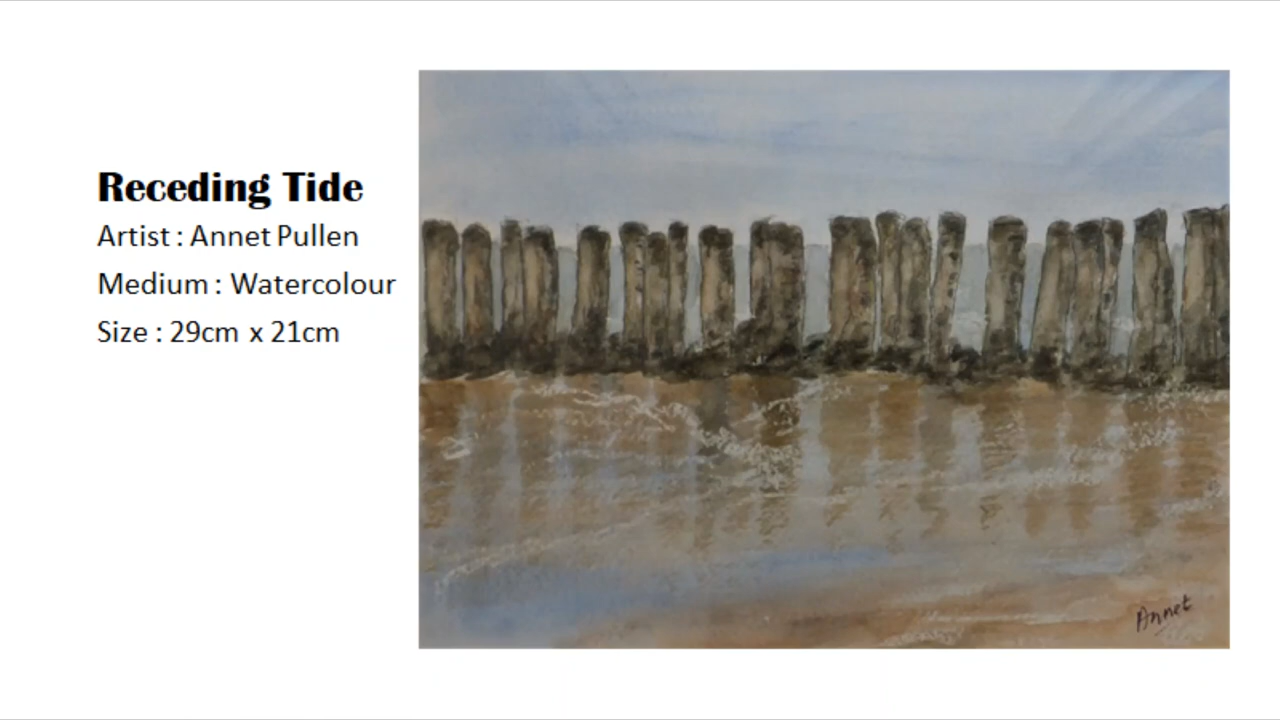 Receding Tide
Artist : Annet Pullen
Medium : Watercolour
Size : 29cm x 21cm
Annet